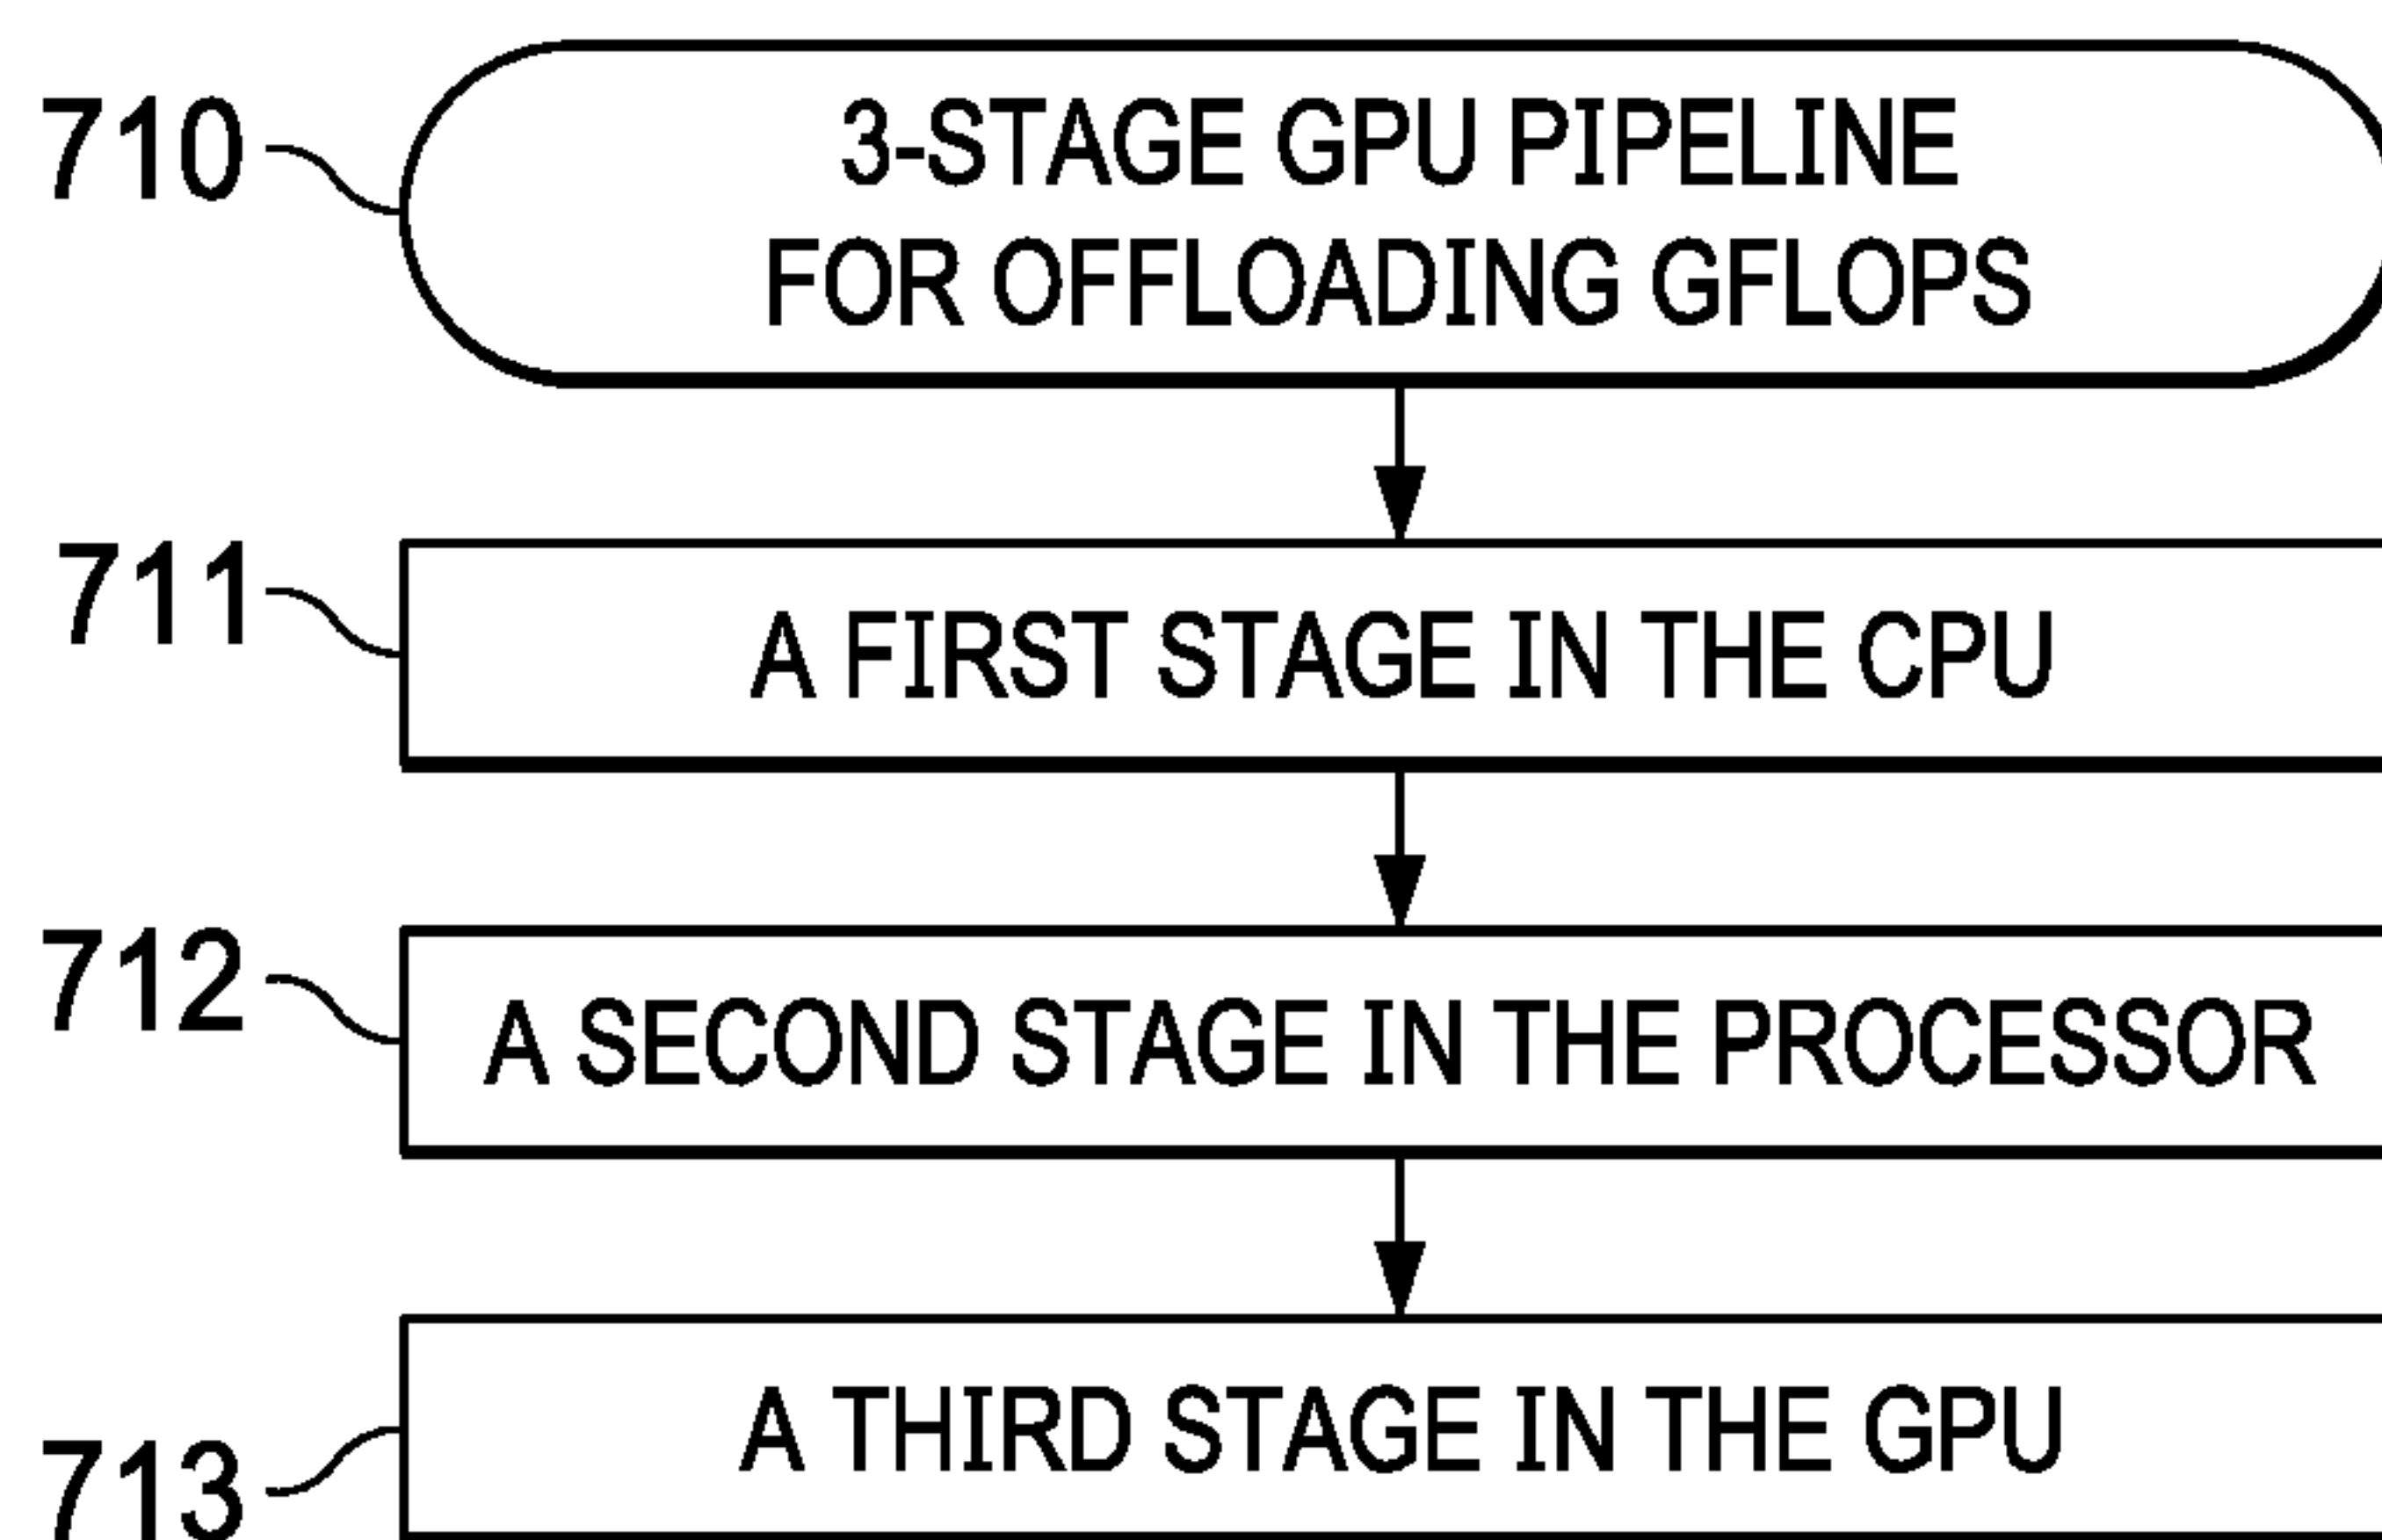 710
3-STAGE GPU PIPELINE
FOR OFFLOADING GFLOPS
711
A FIRST STAGE IN THE CPU
712
A SECOND STAGE IN THE PROCESSOR
713
A THIRD STAGE IN THE GPU